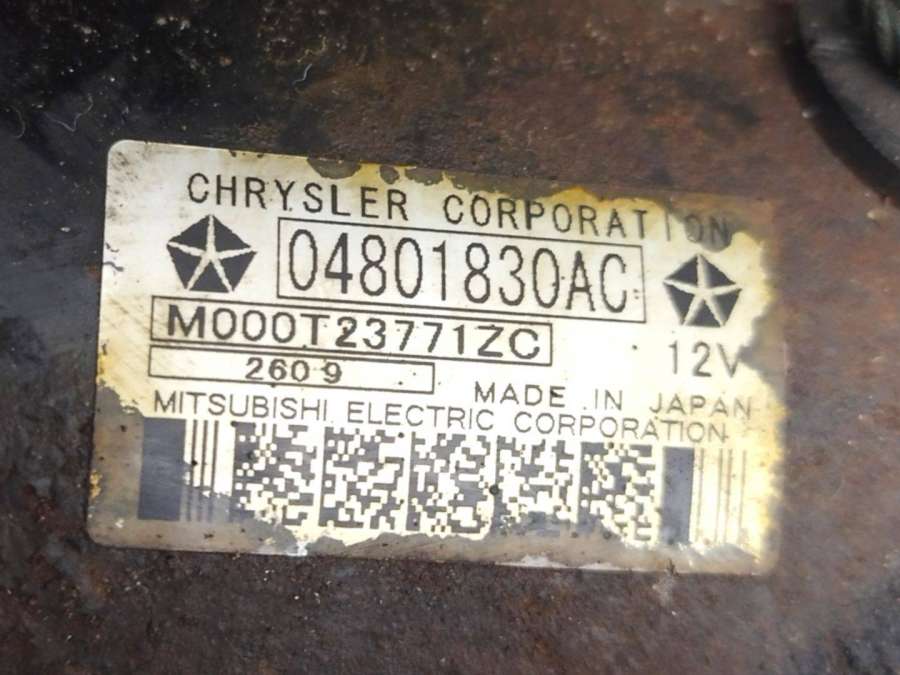 CHRYSLER CORPORATION
04801830AC
M000T23771ZC
12V
2609
MADE IN JAPAN
MITSUBISHI ELECTRIC CORPORATION